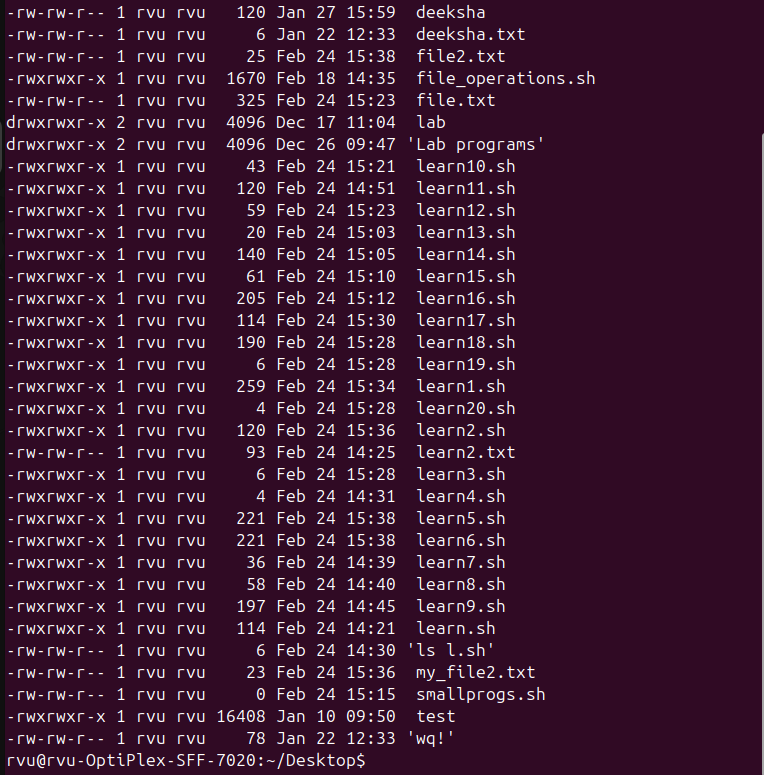 -rw-rw-r-- 1 rvu rvu   120 Jan 27 15:59  deeksha
-rw-rw-r-- 1 rvu rvu     6 Jan 22 12:33  deeksha.txt
-rw-rw-r-- 1 rvu rvu    25 Feb 24 15:38  file2.txt
-rwxrwxr-x 1 rvu rvu  1670 Feb 18 14:35  file_operations.sh
-rw-rw-r-- 1 rvu rvu   325 Feb 24 15:23  file.txt
drwxrwxr-x 2 rvu rvu  4096 Dec 17 11:04  lab
drwxrwxr-x 2 rvu rvu  4096 Dec 26 09:47 'Lab programs'
-rwxrwxr-x 1 rvu rvu    43 Feb 24 15:21  learn10.sh
-rwxrwxr-x 1 rvu rvu   120 Feb 24 14:51  learn11.sh
-rwxrwxr-x 1 rvu rvu    59 Feb 24 15:23  learn12.sh
-rwxrwxr-x 1 rvu rvu    20 Feb 24 15:03  learn13.sh
-rwxrwxr-x 1 rvu rvu   140 Feb 24 15:05  learn14.sh
-rwxrwxr-x 1 rvu rvu    61 Feb 24 15:10  learn15.sh
-rwxrwxr-x 1 rvu rvu   205 Feb 24 15:12  learn16.sh
-rwxrwxr-x 1 rvu rvu   114 Feb 24 15:30  learn17.sh
-rwxrwxr-x 1 rvu rvu   190 Feb 24 15:28  learn18.sh
-rwxrwxr-x 1 rvu rvu     6 Feb 24 15:28  learn19.sh
-rwxrwxr-x 1 rvu rvu   259 Feb 24 15:34  learn1.sh
-rwxrwxr-x 1 rvu rvu     4 Feb 24 15:28  learn20.sh
-rwxrwxr-x 1 rvu rvu   120 Feb 24 15:36  learn2.sh
-rw-rw-r-- 1 rvu rvu    93 Feb 24 14:25  learn2.txt
-rwxrwxr-x 1 rvu rvu     6 Feb 24 15:28  learn3.sh
-rwxrwxr-x 1 rvu rvu     4 Feb 24 14:31  learn4.sh
-rwxrwxr-x 1 rvu rvu   221 Feb 24 15:38  learn5.sh
-rwxrwxr-x 1 rvu rvu   221 Feb 24 15:38  learn6.sh
-rwxrwxr-x 1 rvu rvu    36 Feb 24 14:39  learn7.sh
-rwxrwxr-x 1 rvu rvu    58 Feb 24 14:40  learn8.sh
-rwxrwxr-x 1 rvu rvu   197 Feb 24 14:45  learn9.sh
-rwxrwxr-x 1 rvu rvu   114 Feb 24 14:21  learn.sh
-rw-rw-r-- 1 rvu rvu     6 Feb 24 14:30 'ls l.sh'
-rw-rw-r-- 1 rvu rvu    23 Feb 24 15:36  my_file2.txt
-rw-rw-r-- 1 rvu rvu     0 Feb 24 15:15  smallprogs.sh
-rwxrwxr-x 1 rvu rvu 16408 Jan 10 09:50  test
-rw-rw-r-- 1 rvu rvu    78 Jan 22 12:33 'wq!'
rvu@rvu-OptiPlex-SFF-7020:~/Desktop$